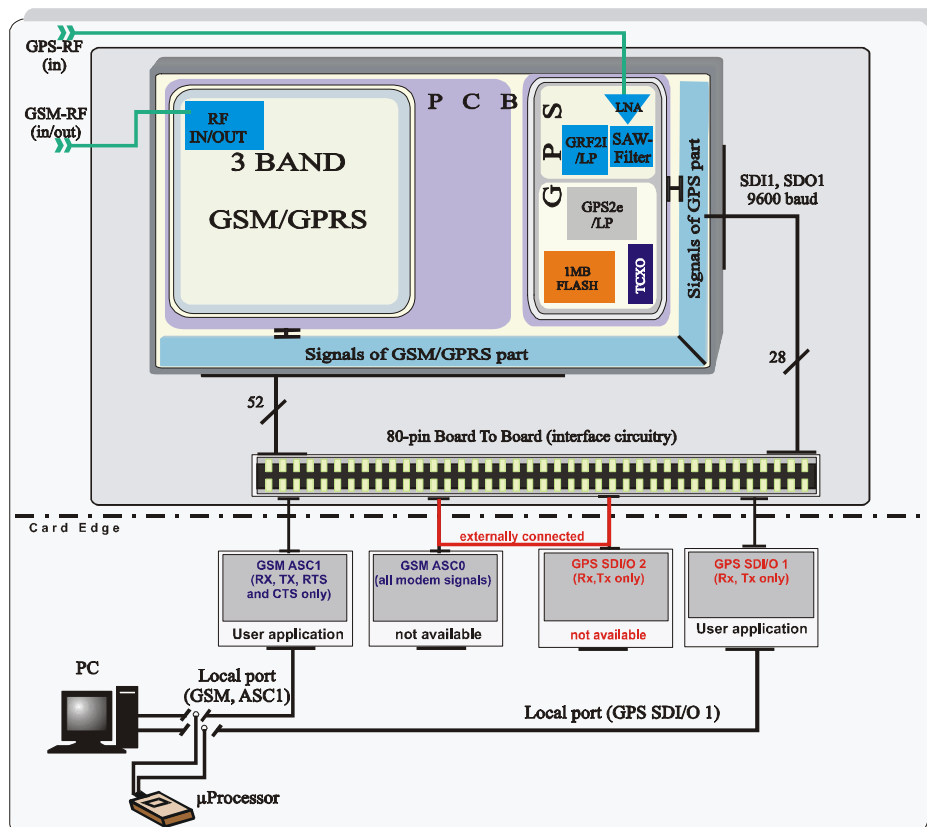 GPS-RF
(in)
GSM-RF
(in/out)
RF
IN/OUT
3 BAND
GSM/GPRS
P C B
G P S
LNA
GRF2I
/LP
SAW-
Filter
GPS2e
/LP
1MB
FLASH
TCXO
Signals of GPS part
Signals of GSM/GPRS part
SDI1, SDO1
9600 baud
52
28
80-pin Board To Board (interface circuitry)
Card Edge
externally connected
GSM ASC1
(RX, TX, RTS
and CTS only)
User application
GSM ASC0
(all modem signals)
not available
GPS SDI/O 2
(Rx,Tx only)
not available
GPS SDI/O 1
(Rx, Tx only)
User application
PC
Local port
(GSM, ASC1)
Local port (GPS SDI/O 1)
µProcessor